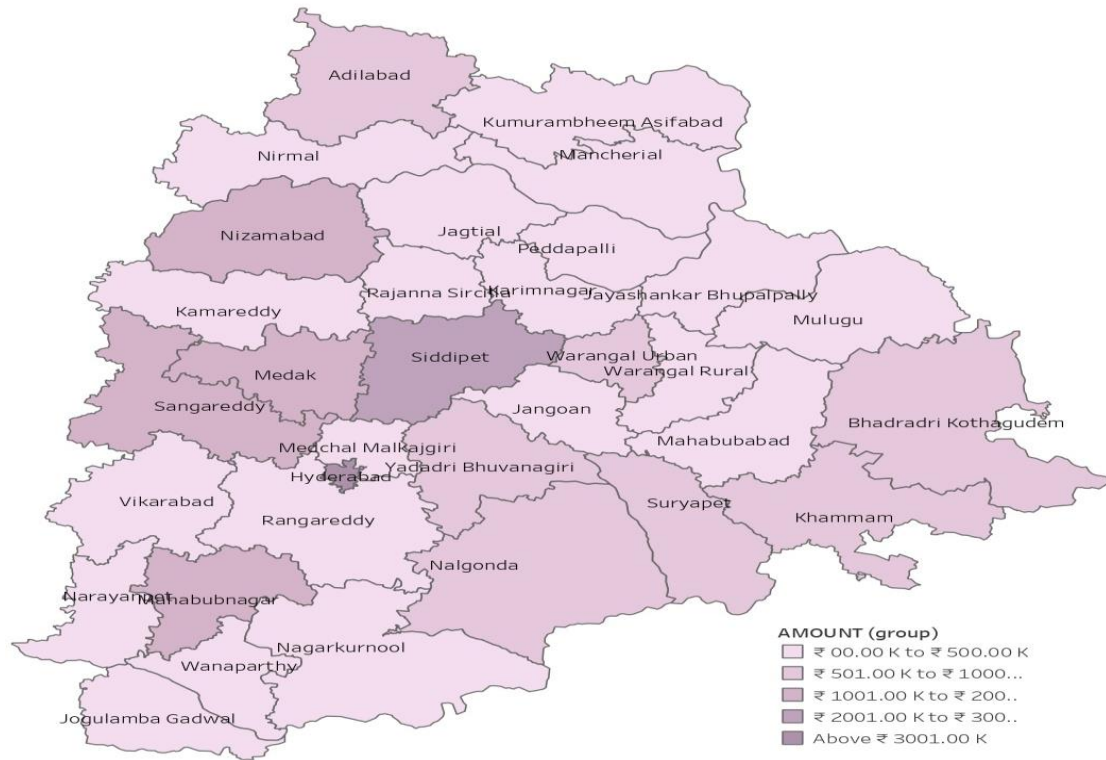 Adilabad
Kumurambheem Asifabad
Nirmal
Mancherial
Nizamabad
Jagtial
Peddapalli
Kamareddy
Rajanna Sircilla
Karimnagar
Jayashankar Bhupalpally
Mulugu
Siddipet
Warangal Urban
Warangal Rural
Medak
Sangareddy
Jangoan
Mahabubabad
Bhadradri Kothagudem
Medchal Malkajgiri
Yadadri Bhuvanagiri
Hyderabad
Vikarabad
Rangareddy
Suryapet
Khammam
Nalgonda
Narayanpet
Mahabubnagar
Nagarkurnool
Wanaparthy
Jogulamba Gadwal
AMOUNT (group)
₹ 00.00 K to ₹ 500.00 K
₹ 501.00 K to ₹ 1000...
₹ 1001.00 K to ₹ 200..
₹ 2001.00 K to ₹ 300..
Above ₹ 3001.00 K